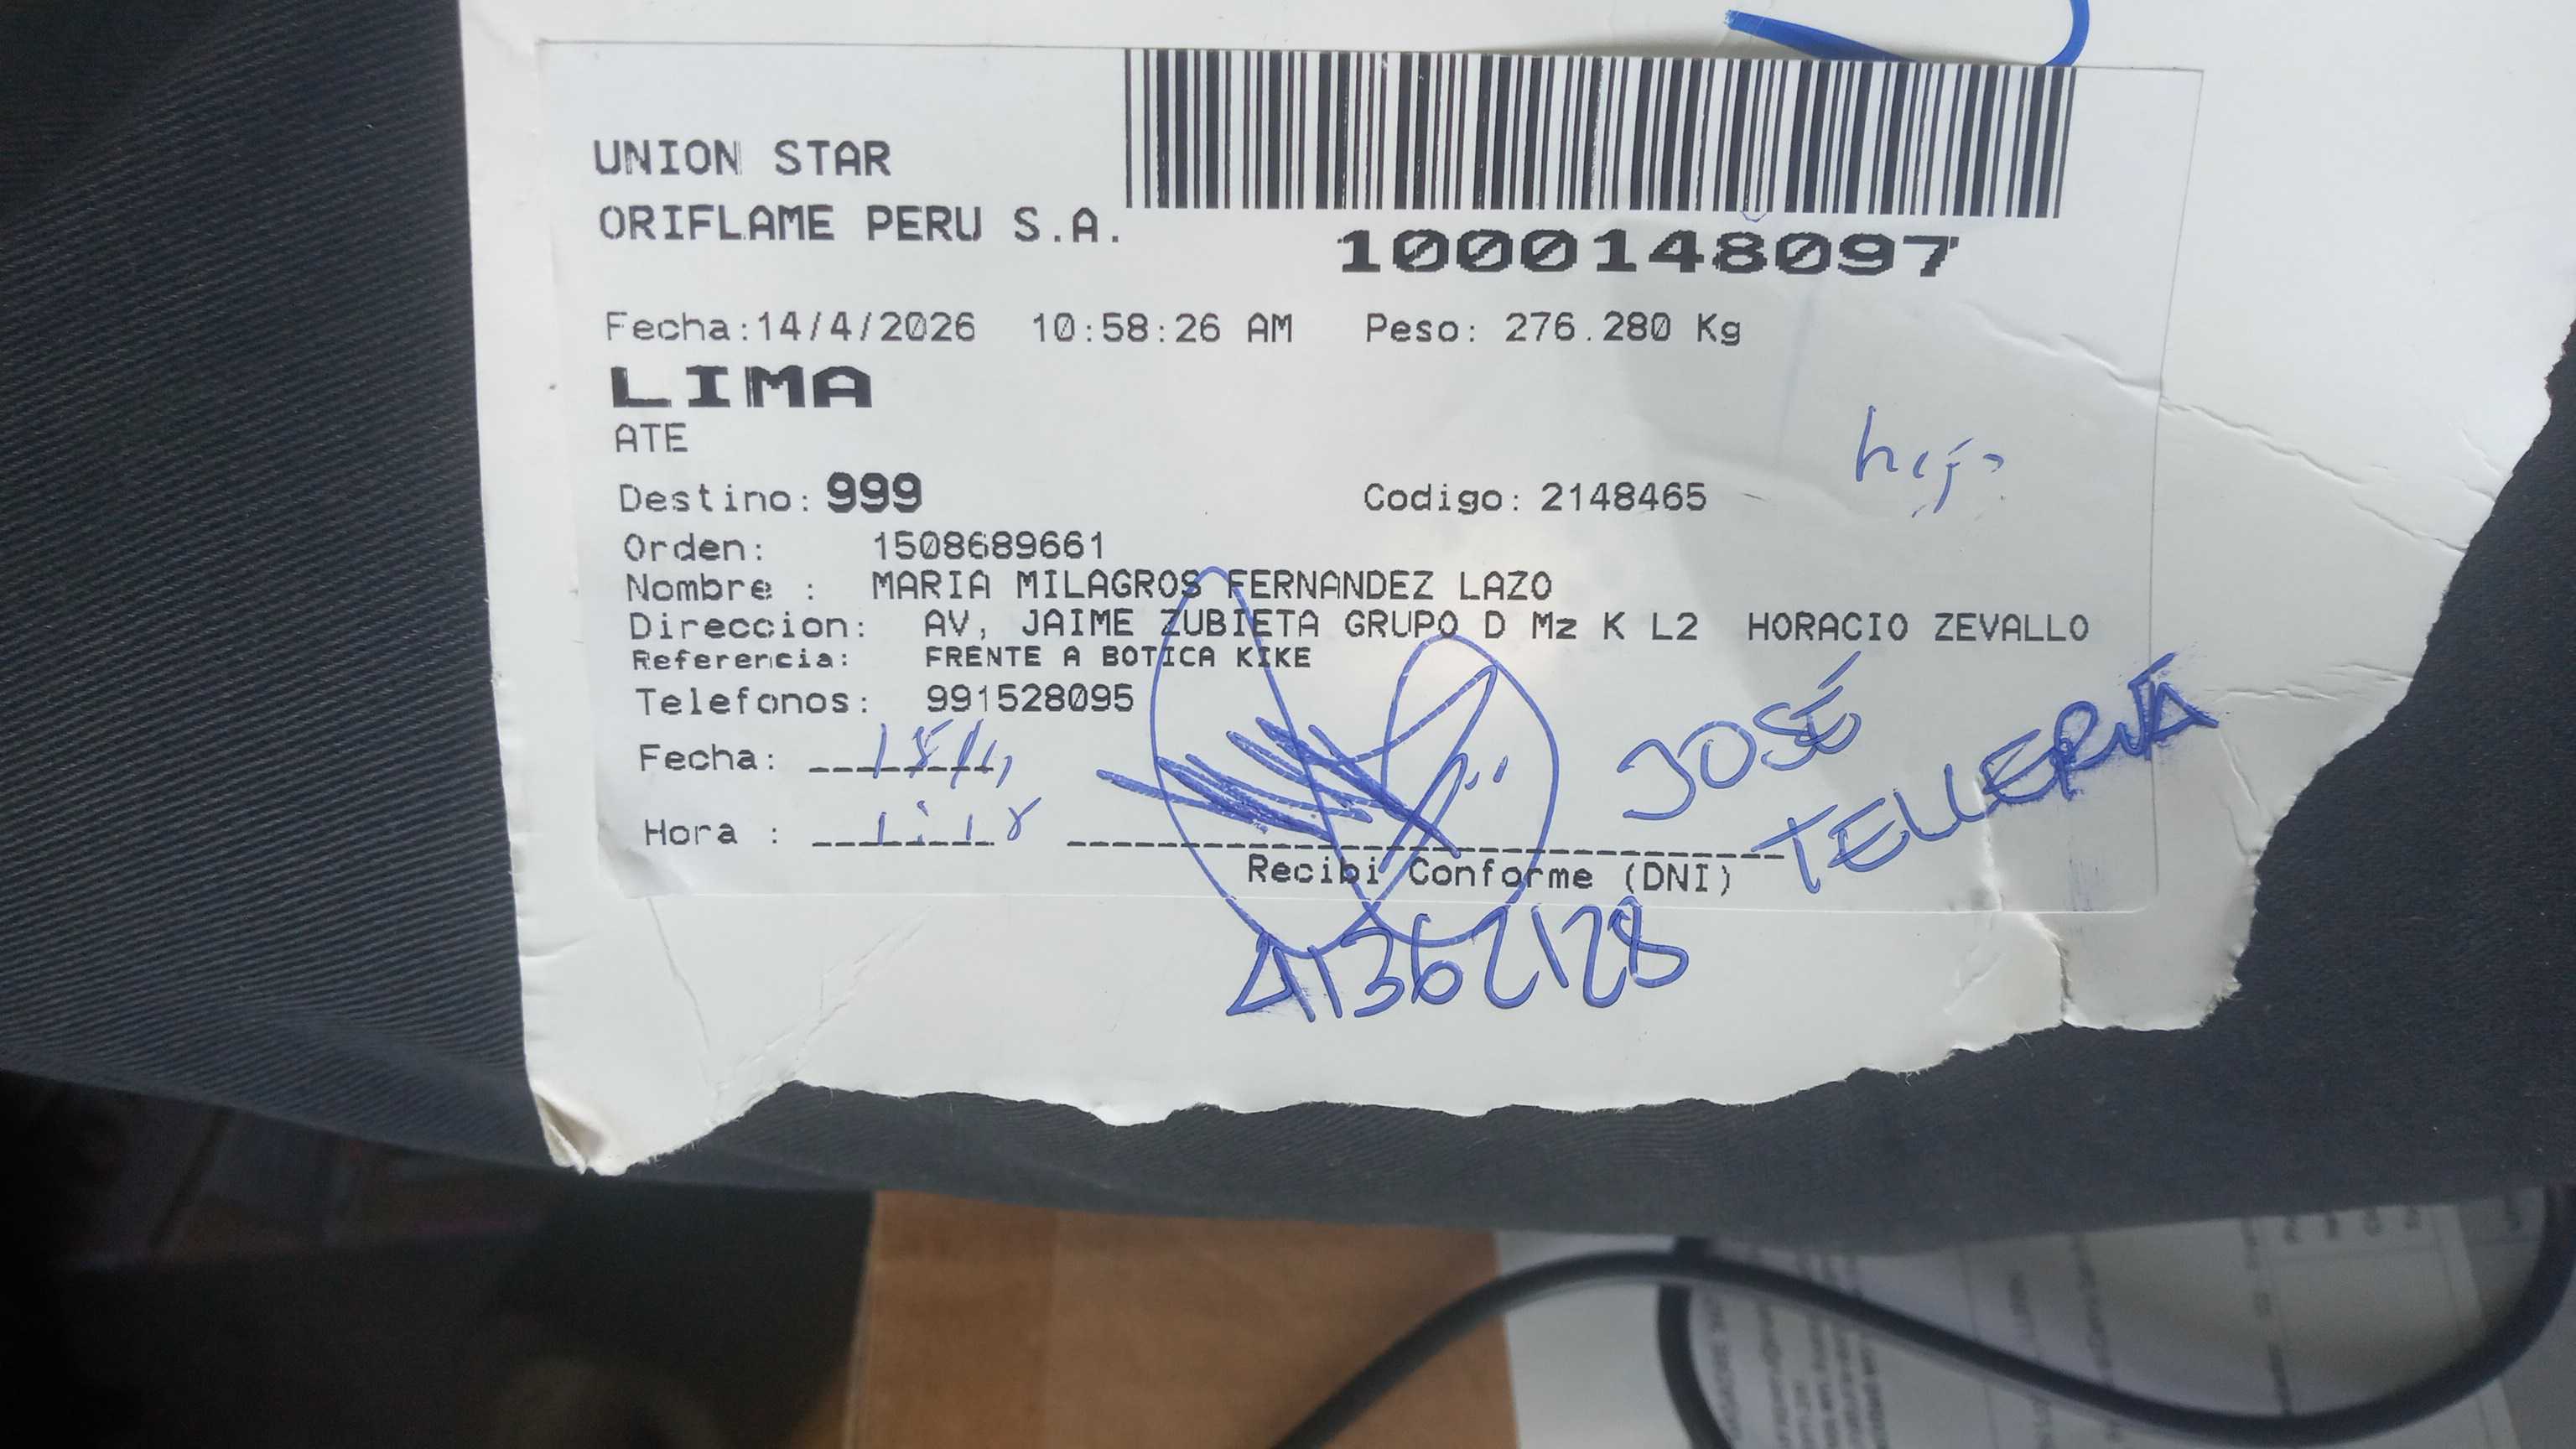 UNION STAR
ORIFLAME PERU S.A.
1000148097
Fecha:14/4/2026 10:58:26 AM Peso: 276.280 Kg
LIMA
ATE
Destino: 999 Codigo: 2148465
Orden: 1508689661
Nombre : MARIA MILAGROS FERNANDEZ LAZO
Direccion: AV, JAIME ZUBIETA GRUPO D Mz K L2 HORACIO ZEVALLO
Referencia: FRENTE A BOTICA KIKE
Telefonos: 991528095
Fecha:
Hora :
JOSÉ
TELLERIA
Recibi Conforme (DNI)
41362128